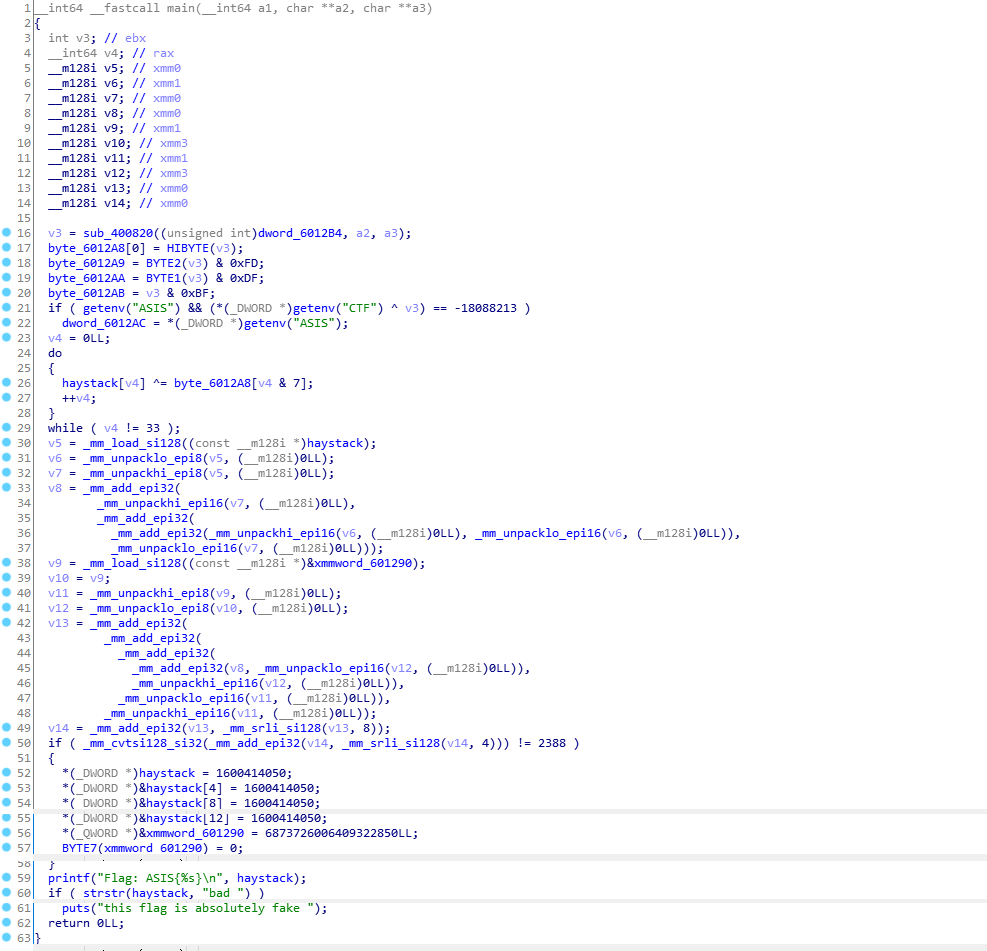 1 __int64 __fastcall main(__int64 a1, char **a2, char **a3)
2 {
3 int v3; // ebx
4 __int64 v4; // rax
5 __m128i v5; // xmm0
6 __m128i v6; // xmm1
7 __m128i v7; // xmm0
8 __m128i v8; // xmm0
9 __m128i v9; // xmm1
10 __m128i v10; // xmm3
11 __m128i v11; // xmm1
12 __m128i v12; // xmm3
13 __m128i v13; // xmm0
14 __m128i v14; // xmm0
15
16 v3 = sub_400820((unsigned int)dword_6012B4, a2, a3);
17 byte_6012A8[0] = HIBYTE(v3);
18 byte_6012A9 = BYTE2(v3) & 0xFD;
19 byte_6012AA = BYTE1(v3) & 0xDF;
20 byte_6012AB = v3 & 0xBF;
21 if ( getenv("ASIS") && (*(_DWORD *)getenv("CTF") ^ v3) == -18088213 )
22 dword_6012AC = *(_DWORD *)getenv("ASIS");
23 v4 = 0LL;
24 do
25 {
26 haystack[v4] ^= byte_6012A8[v4 & 7];
27 ++v4;
28 }
29 while ( v4 != 33 );
30 v5 = _mm_load_si128((const __m128i *)haystack);
31 v6 = _mm_unpacklo_epi8(v5, (__m128i)0LL);
32 v7 = _mm_unpackhi_epi8(v5, (__m128i)0LL);
33 v8 = _mm_add_epi32(
34 _mm_unpackhi_epi16(v7, (__m128i)0LL),
35 _mm_add_epi32(
36 _mm_add_epi32(_mm_unpackhi_epi16(v6, (__m128i)0LL), _mm_unpacklo_epi16(v6, (__m128i)0LL)),
37 _mm_unpacklo_epi16(v7, (__m128i)0LL)));
38 v9 = _mm_load_si128((const __m128i *)&xmmword_601290);
39 v10 = v9;
40 v11 = _mm_unpackhi_epi8(v9, (__m128i)0LL);
41 v12 = _mm_unpacklo_epi8(v10, (__m128i)0LL);
42 v13 = _mm_add_epi32(
43 _mm_add_epi32(
44 _mm_add_epi32(
45 _mm_add_epi32(v8, _mm_unpacklo_epi16(v12, (__m128i)0LL)),
46 _mm_unpackhi_epi16(v12, (__m128i)0LL)),
47 _mm_unpacklo_epi16(v11, (__m128i)0LL)),
48 _mm_unpackhi_epi16(v11, (__m128i)0LL));
49 v14 = _mm_add_epi32(v13, _mm_srli_si128(v13, 8));
50 if ( _mm_cvtsi128_si32(_mm_add_epi32(v14, _mm_srli_si128(v14, 4))) != 2388 )
51 {
52 *(_DWORD *)haystack = 1600414050;
53 *(_DWORD *)&haystack[4] = 1600414050;
54 *(_DWORD *)&haystack[8] = 1600414050;
55 *(_DWORD *)&haystack[12] = 1600414050;
56 *(_QWORD *)&xmmword_601290 = 6873726006409322850LL;
57 BYTE7(xmmword_601290) = 0;
58 }
59 printf("Flag: ASIS{%s}\n", haystack);
60 if ( strstr(haystack, "bad_") )
61 puts("this flag is absolutely fake ");
62 return 0LL;
63 }